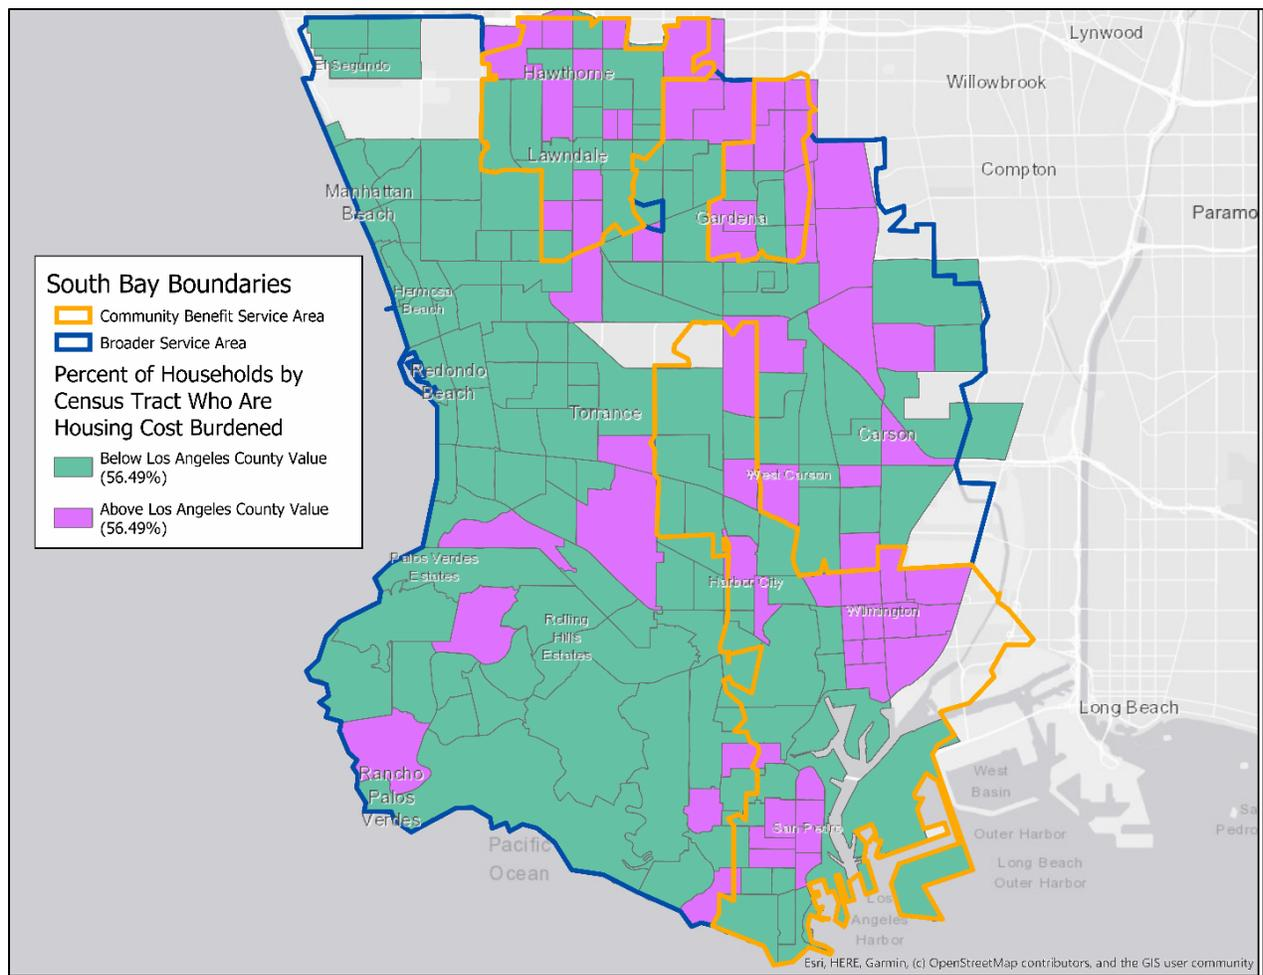 Lynwood
El Segundo
Hawthorne
Willowbrook
Lawndale
Compton
Manhattan
Beach
Gardena
Paramo
South Bay Boundaries
Community Benefit Service Area
Broader Service Area
Percent of Households by
Census Tract Who Are
Housing Cost Burdened
Below Los Angeles County Value
(56.49%)
Above Los Angeles County Value
(56.49%)
Hermosa
Beach
Redondo
Beach
Torrance
Carson
West Carson
Palos Verdes
Estates
Harbor City
Rolling
Hills
Estates
Wilmington
Long Beach
Rancho
Palos
Verdes
West
Basin
San Pedro
Outer Harbor
Sa
Pedro
Pacific
Ocean
Long Beach
Outer Harbor
Los
Angeles
Harbor
Esri, HERE, Garmin, (c) OpenStreetMap contributors, and the GIS user community